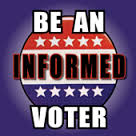 BE AN
INFORMED
VOTER